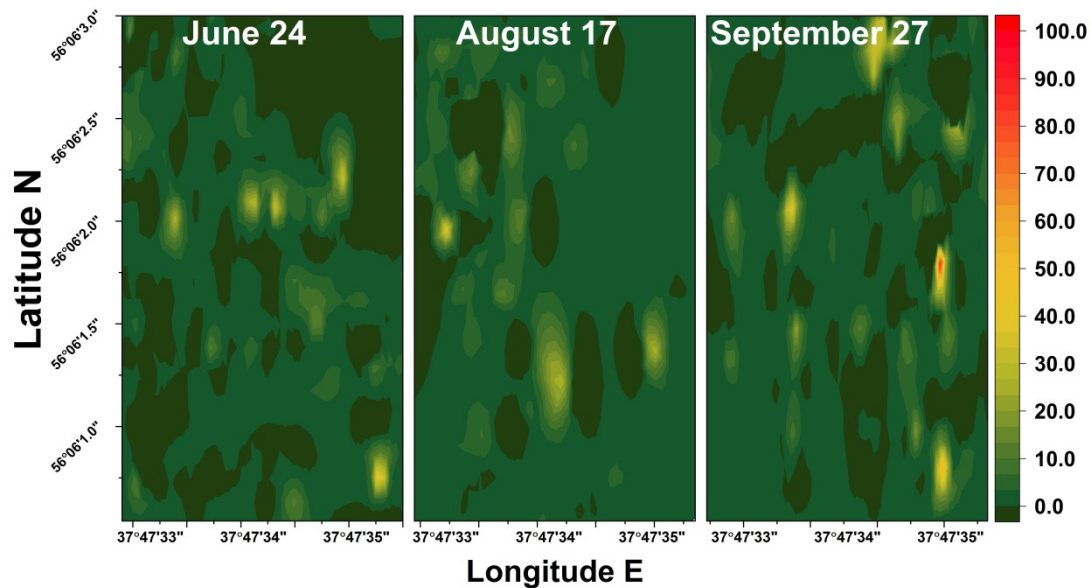 June 24
August 17
September 27
Latitude N
56°06'3.0"
56°06'2.5"
56°06'2.0"
56°06'1.5"
56°06'1.0"
100.0
90.0
80.0
70.0
60.0
50.0
40.0
30.0
20.0
10.0
0.0
37°47'33" 37°47'34" 37°47'35" 37°47'33" 37°47'34" 37°47'35" 37°47'33" 37°47'34" 37°47'35"
Longitude E